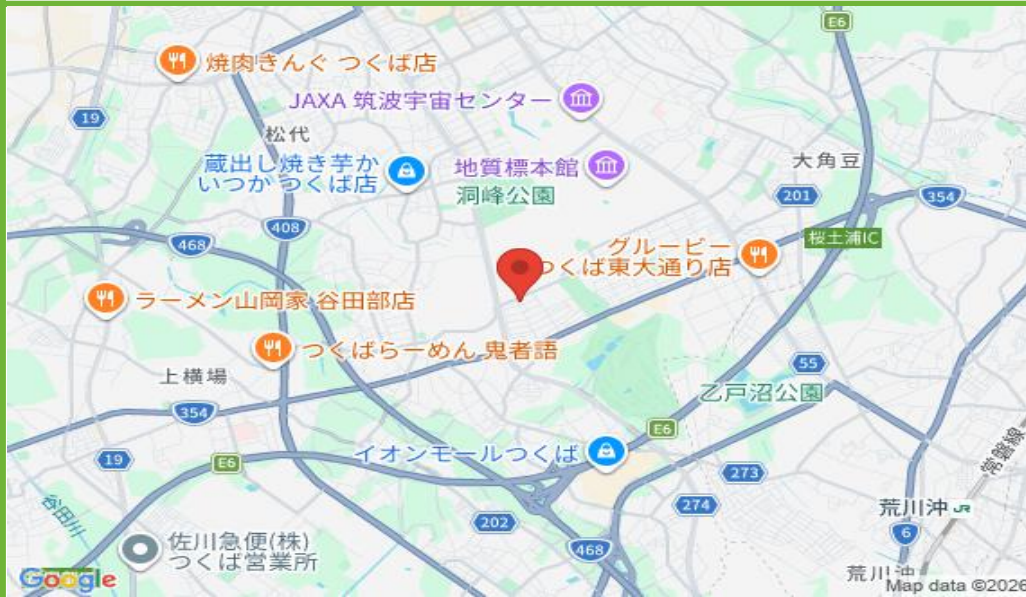 E6
焼肉きんぐ つくば店
JAXA 筑波宇宙センター
19
松代
蔵出し焼き芋か
いつか つくば店
地質標本館
洞峰公園
大角豆
201
354
408
468
桜土浦IC
グルービー
つくば東大通り店
ラーメン山岡家 谷田部店
つくばらーめん 鬼者語
上横場
55
乙戸沼公園
354
E6
イオンモールつくば
常磐線
19
E6
273
274
谷田川
202
荒川沖 JR
6
佐川急便(株)
つくば営業所
468
荒川沖
Google
Map data ©2026